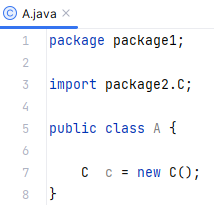 A.java
1 package package1;
2
3 import package2.C;
4
5 public class A {
6
7 C c = new C();
8 }